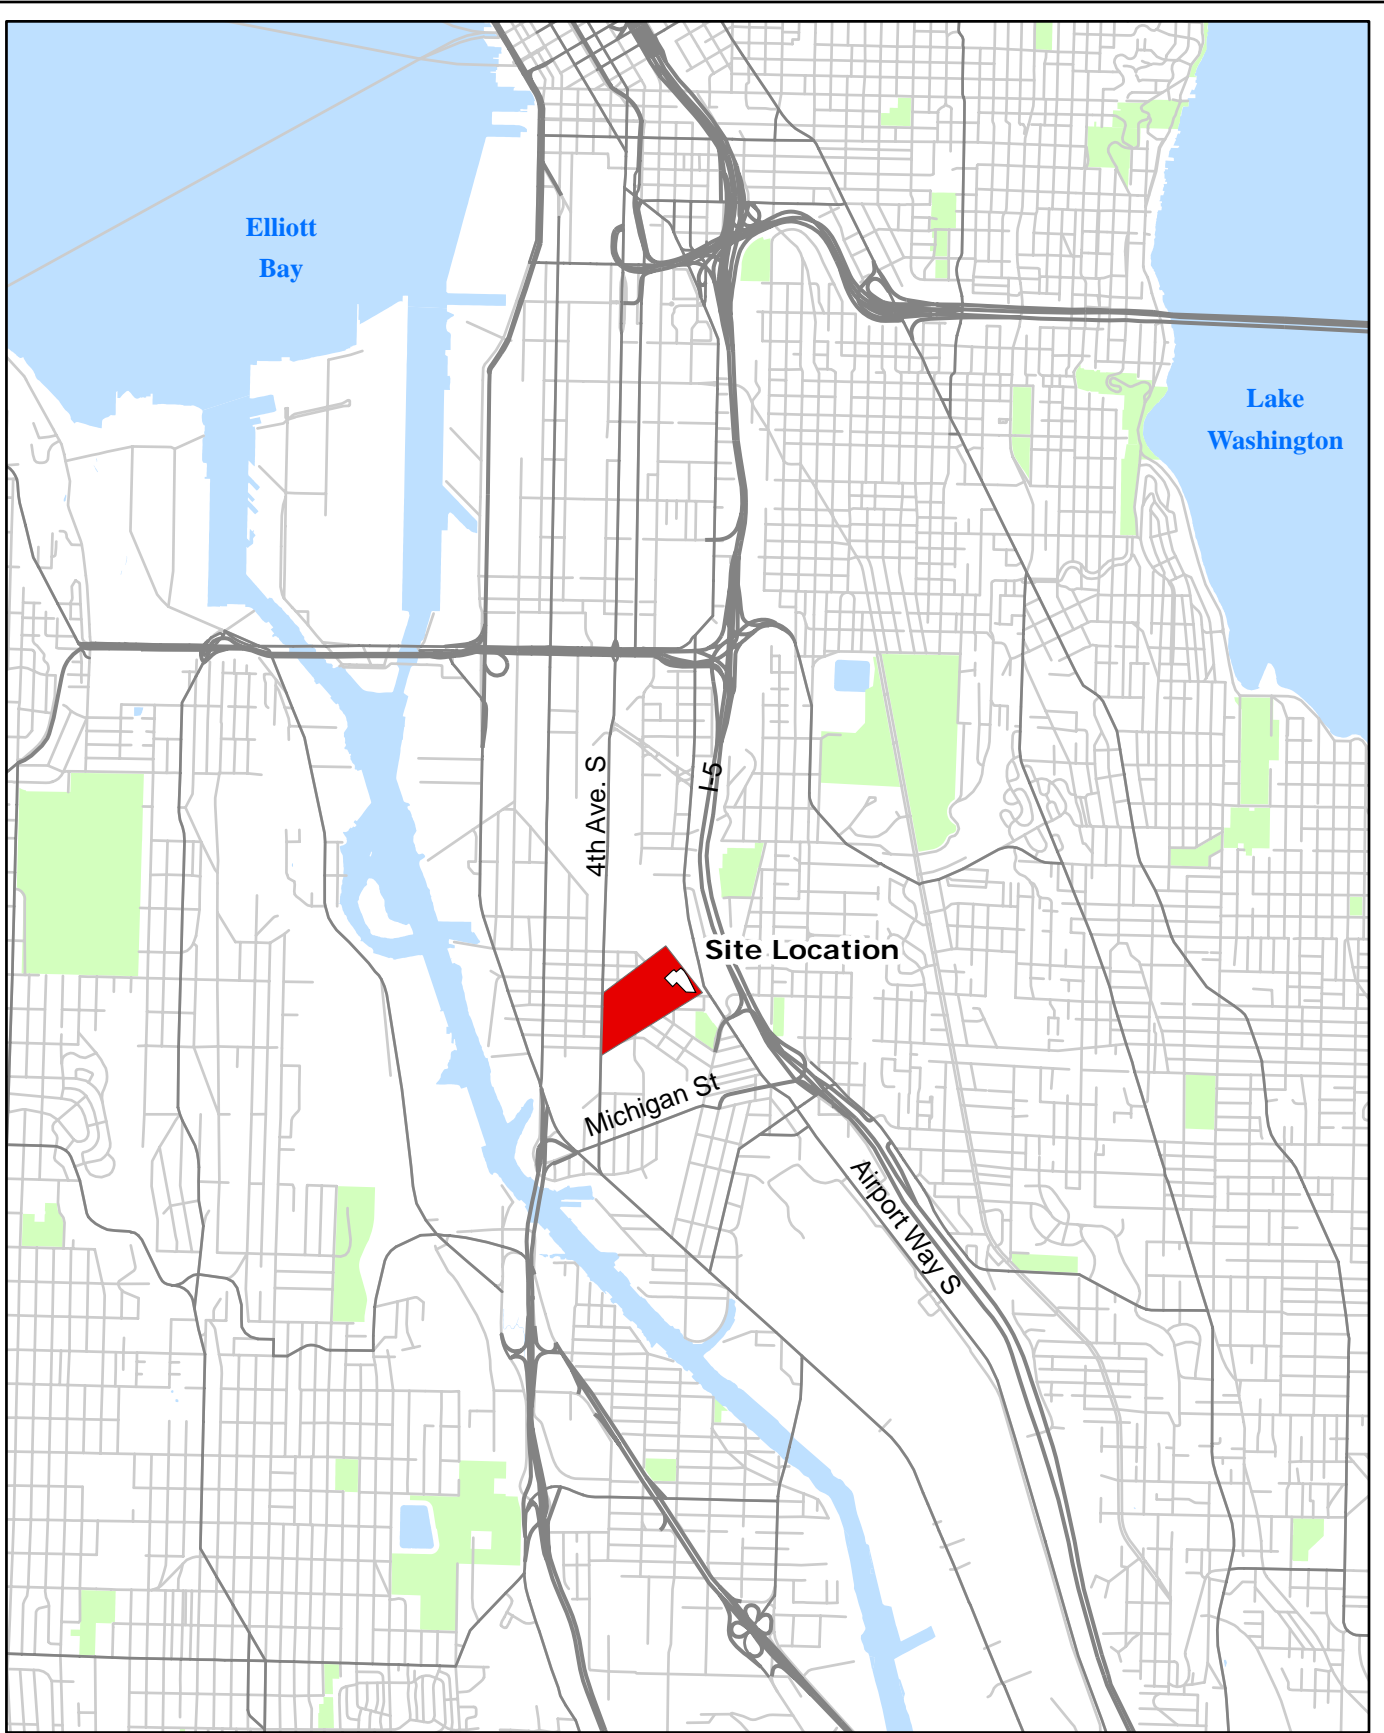 Elliott
Bay
Lake
Washington
4th Ave. S
I-5
Site Location
Michigan St
Airport Way S